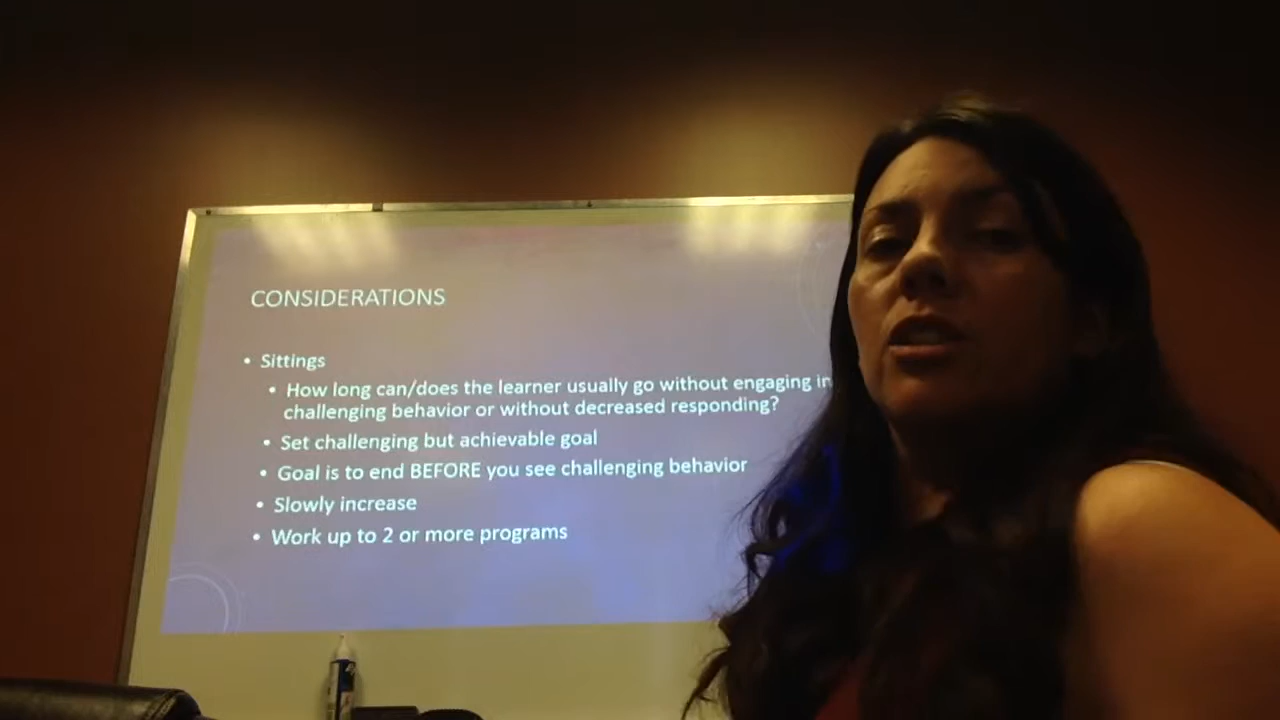 CONSIDERATIONS
• Sittings
• How long can/does the learner usually go without engaging in
challenging behavior or without decreased responding?
• Set challenging but achievable goal
• Goal is to end BEFORE you see challenging behavior
• Slowly increase
• Work up to 2 or more programs